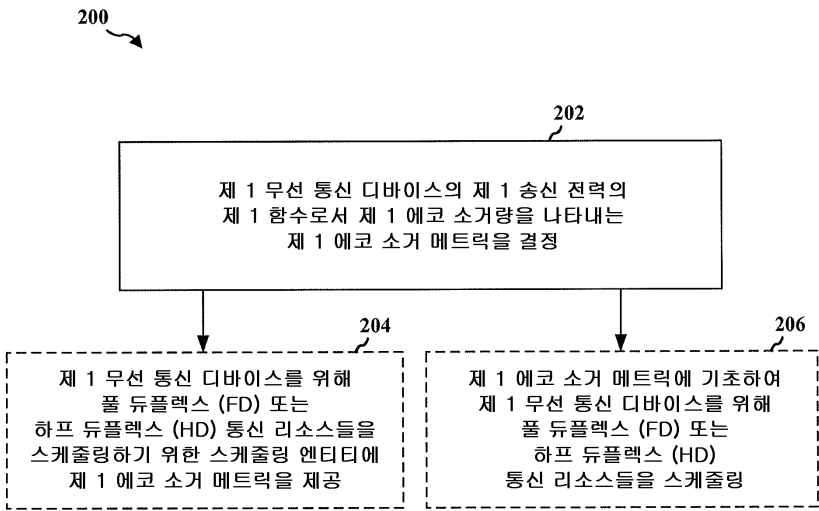 200
202
제 1 무선 통신 디바이스의 제 1 송신 전력의
제 1 함수로서 제 1 에코 소거량을 나타내는
제 1 에코 소거 메트릭을 결정
204
제 1 무선 통신 디바이스를 위해
풀 듀플렉스 (FD) 또는
하프 듀플렉스 (HD) 통신 리소스들을
스케줄링하기 위한 스케줄링 엔티티에
제 1 에코 소거 메트릭을 제공
206
제 1 에코 소거 메트릭에 기초하여
제 1 무선 통신 디바이스를 위해
풀 듀플렉스 (FD) 또는
하프 듀플렉스 (HD)
통신 리소스들을 스케줄링